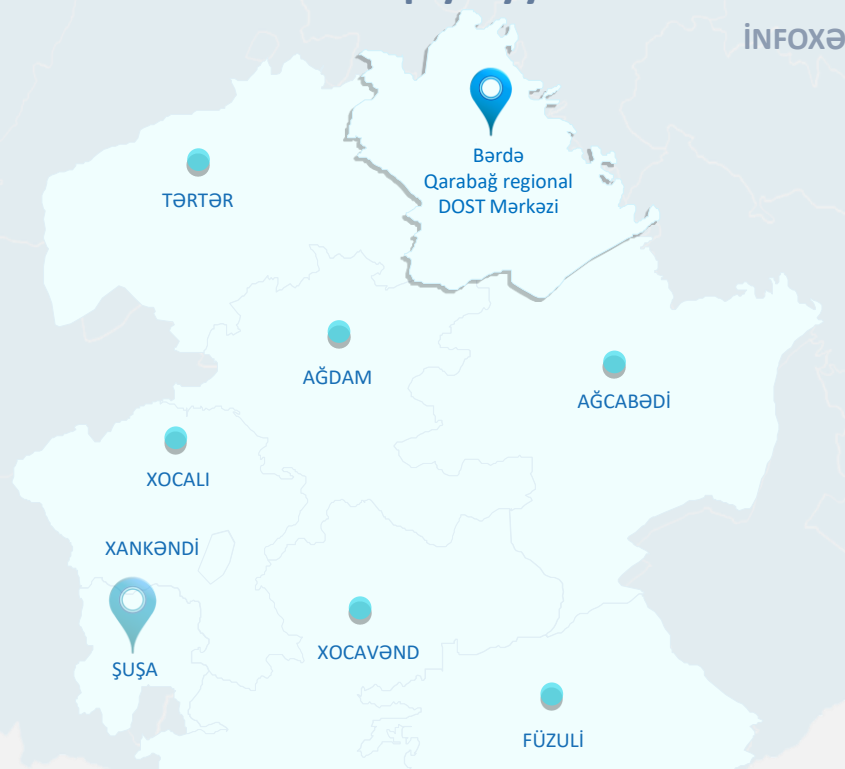 İNFOXƏ
Bərdə
Qarabağ regional
DOST Mərkəzi
TƏRTƏR
AĞDAM
AĞCABƏDİ
XOCALI
XANKƏNDİ
XOCAVƏND
ŞUŞA
FÜZULİ